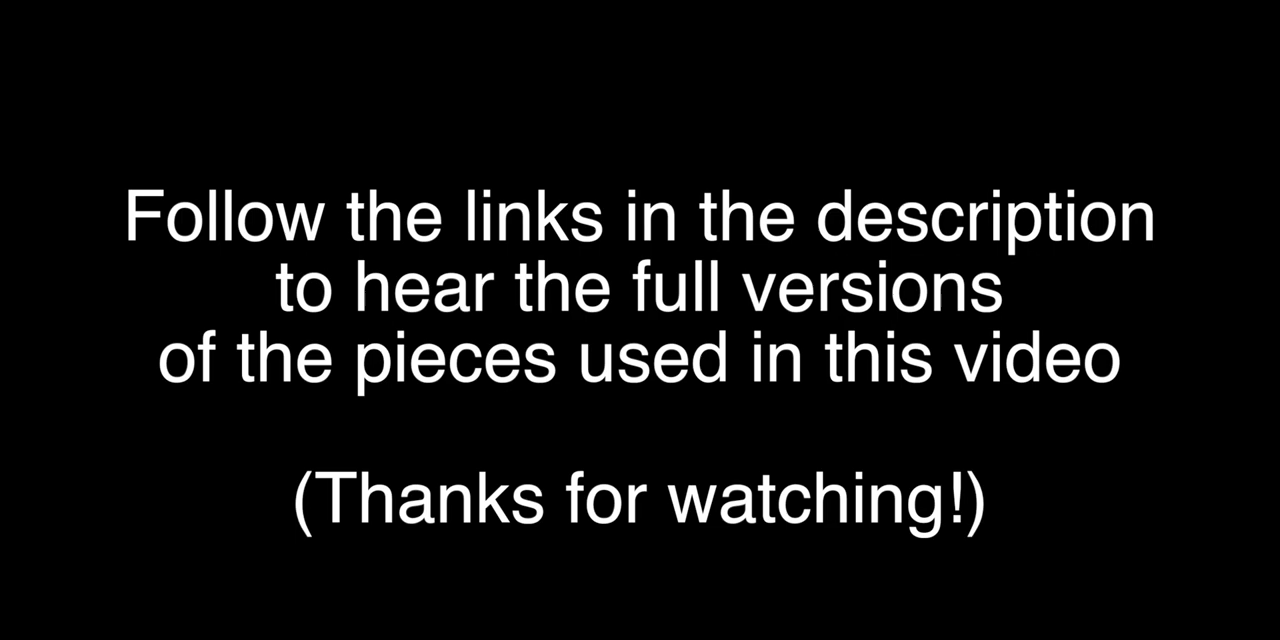 Follow the links in the description
to hear the full versions
of the pieces used in this video
(Thanks for watching!)